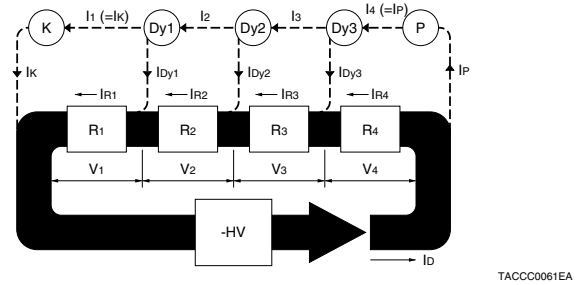 K I1 (=IK) Dy1 I2 Dy2 I3 Dy3 I4 (=IP) P
IK IDy1 IDy2 IDy3 IP
IR1 IR2 IR3 IR4
R1 R2 R3 R4
V1 V2 V3 V4
-HV
ID
TACCC0061EA